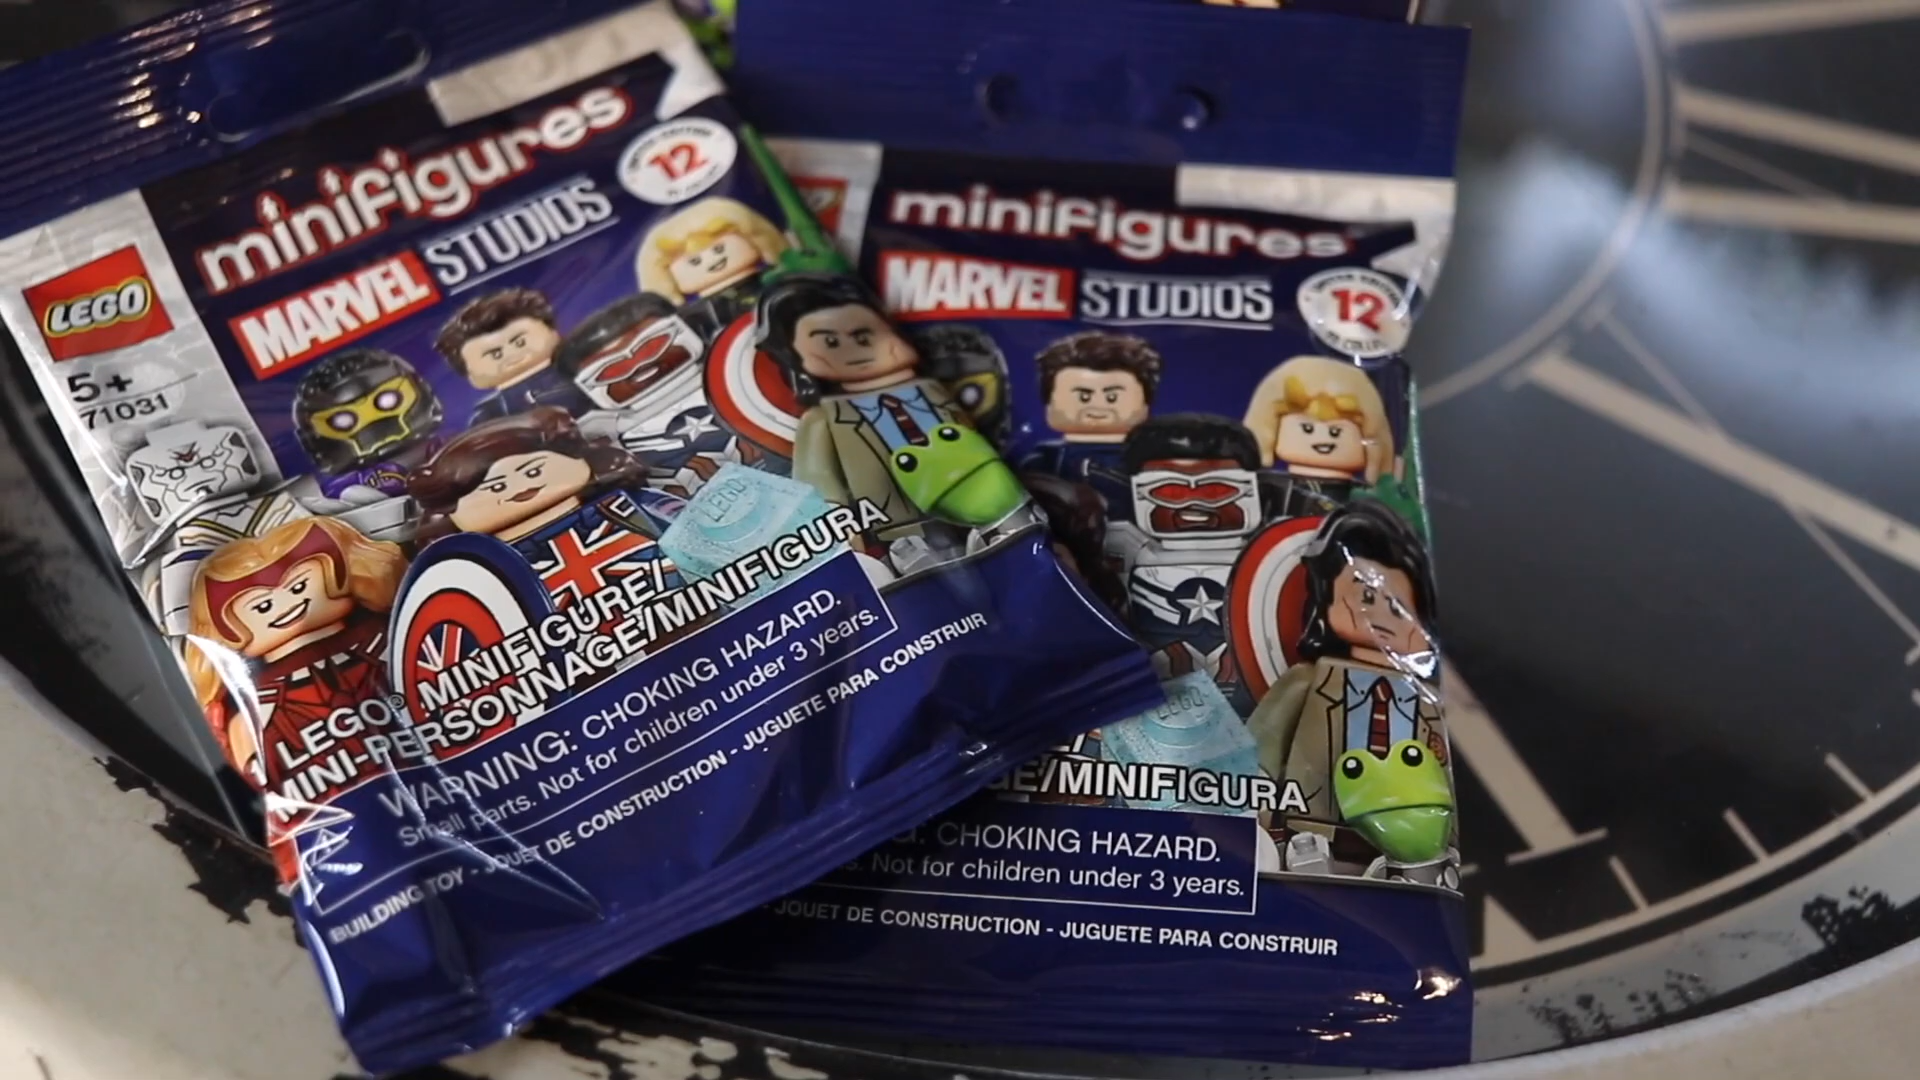 minifigures
MARVEL STUDIOS
12
LEGO
5+
71031
LEGO
1 LEGO® MINIFIGURE/
MINI-PERSONNAGE/MINIFIGURA
WARNING: CHOKING HAZARD.
Small parts. Not for children under 3 years.
BUILDING TOY - JOUET DE CONSTRUCTION - JUGUETE PARA CONSTRUIR
minifigures
MARVEL STUDIOS
12
LEGO
GE/MINIFIGURA
G: CHOKING HAZARD.
s. Not for children under 3 years.
- JOUET DE CONSTRUCTION - JUGUETE PARA CONSTRUIR